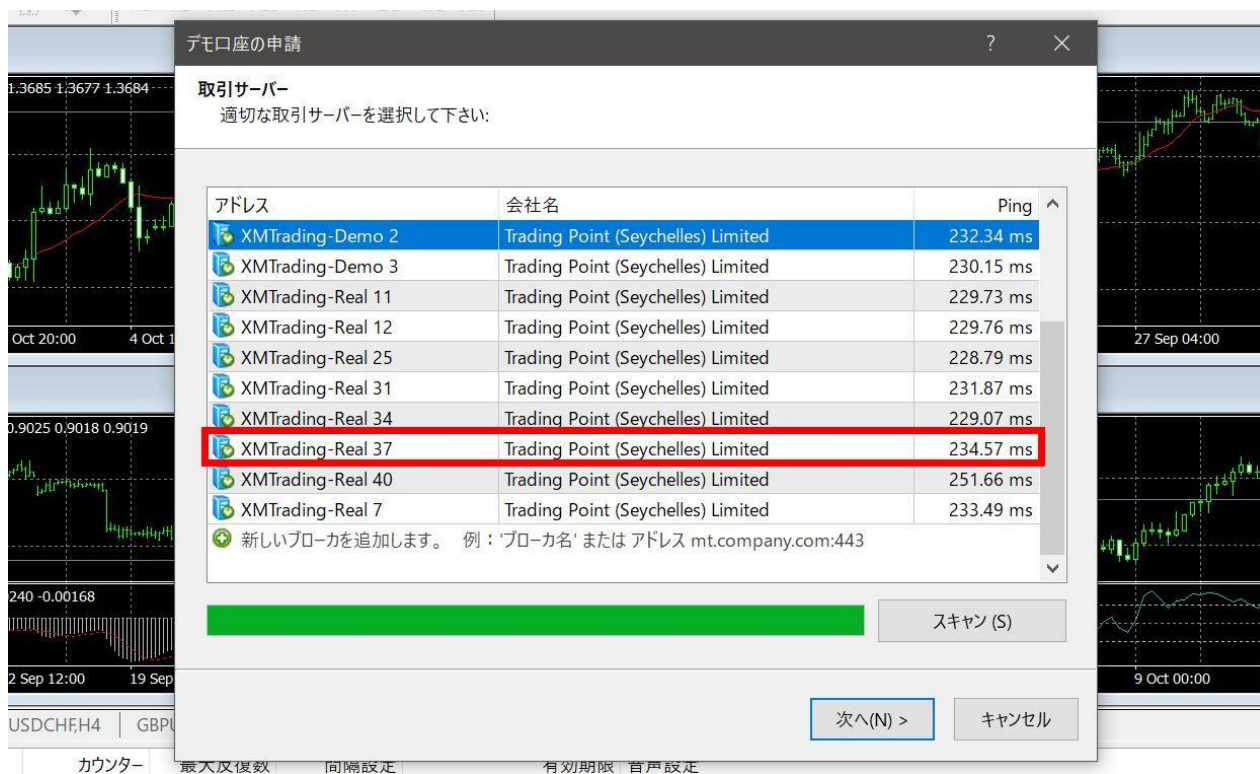 デモ口座の申請 ?
取引サーバー
適切な取引サーバーを選択して下さい:
アドレス 会社名 Ping
XMTrading-Demo 2 Trading Point (Seychelles) Limited 232.34 ms
XMTrading-Demo 3 Trading Point (Seychelles) Limited 230.15 ms
XMTrading-Real 11 Trading Point (Seychelles) Limited 229.73 ms
XMTrading-Real 12 Trading Point (Seychelles) Limited 229.76 ms
XMTrading-Real 25 Trading Point (Seychelles) Limited 228.79 ms
XMTrading-Real 31 Trading Point (Seychelles) Limited 231.87 ms
XMTrading-Real 34 Trading Point (Seychelles) Limited 229.07 ms
XMTrading-Real 37 Trading Point (Seychelles) Limited 234.57 ms
XMTrading-Real 40 Trading Point (Seychelles) Limited 251.66 ms
XMTrading-Real 7 Trading Point (Seychelles) Limited 233.49 ms
新しいブローカを追加します。 例：'ブローカ名' または アドレス mt.company.com:443
スキャン (S)
次へ(N) > キャンセル
1.3685 1.3677 1.3684
Oct 20:00 4 Oct 1
27 Sep 04:00
0.9025 0.9018 0.9019
240 -0.00168
2 Sep 12:00 19 Sep
9 Oct 00:00
USDCHF,H4 GBPU
カウンター 最大反復数 間隔設定 有効期限 音声設定